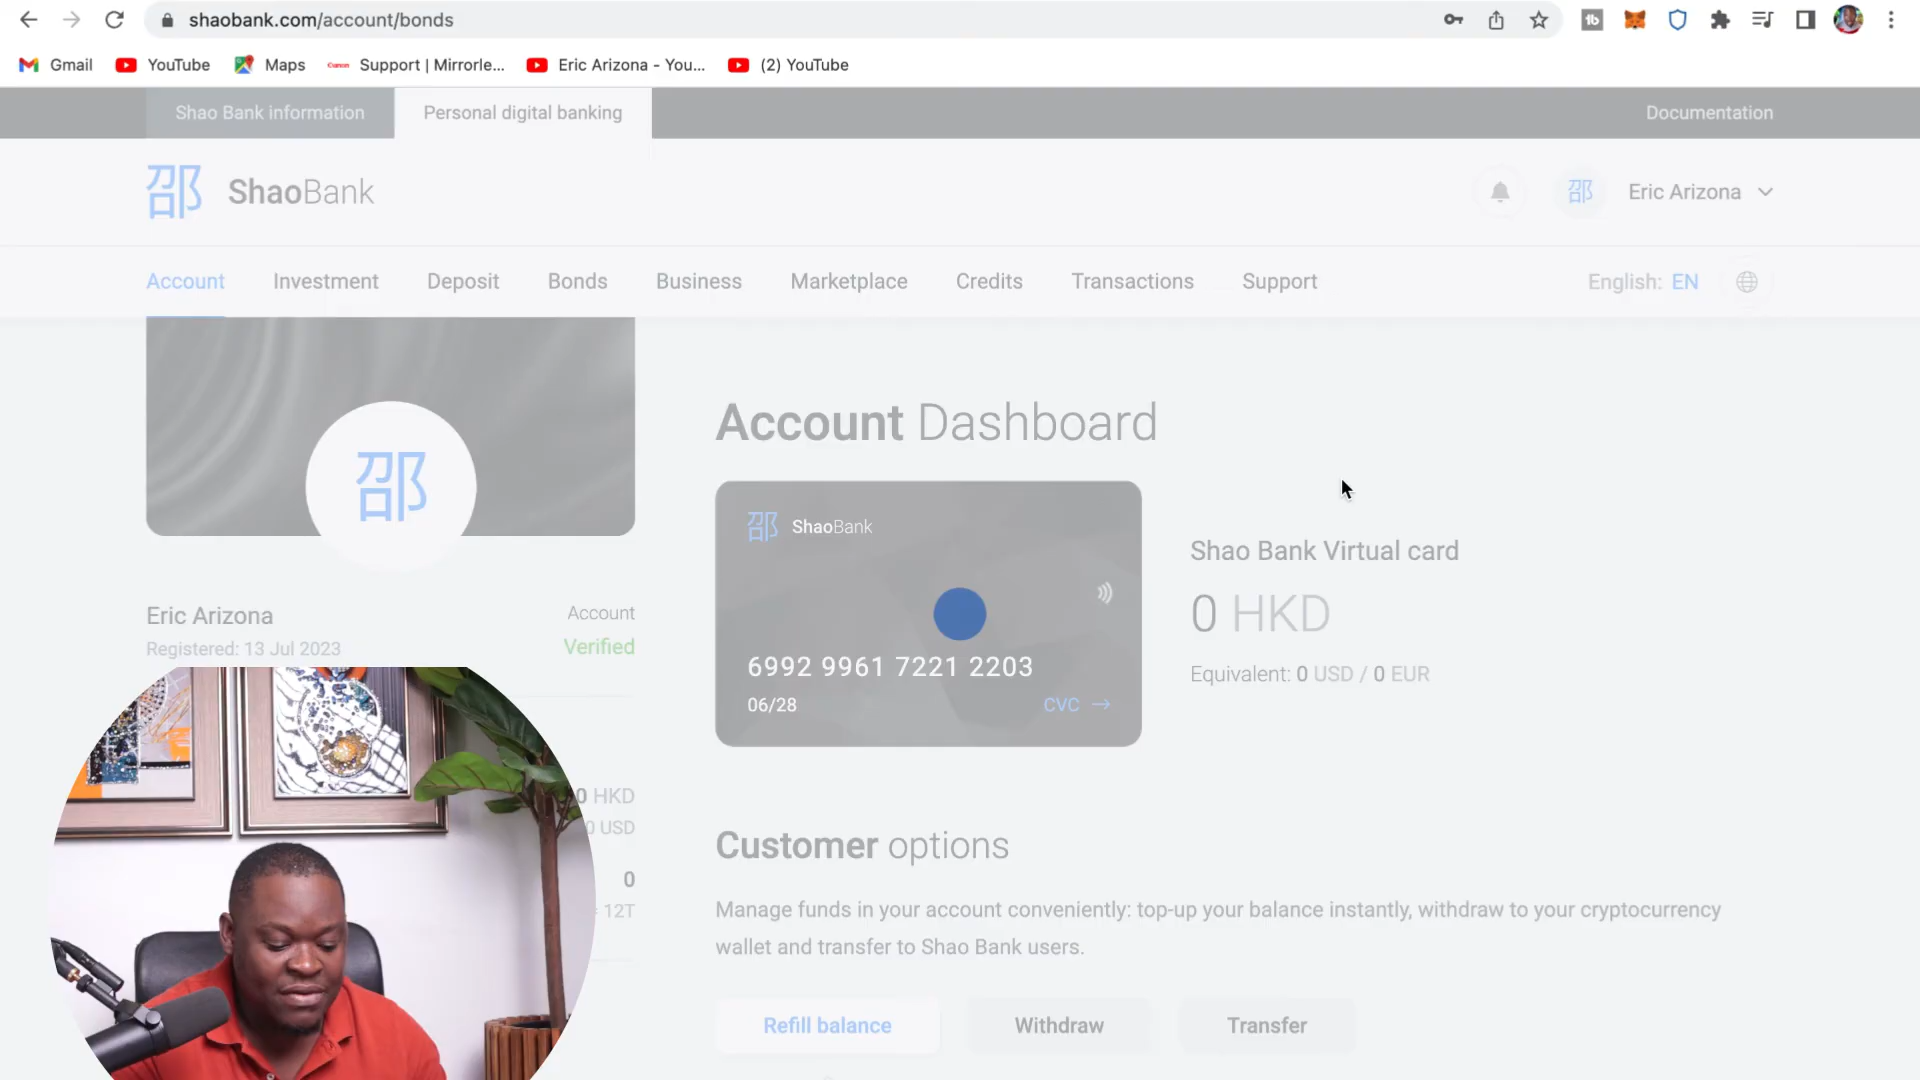 shaobank.com/account/bonds
Gmail
YouTube
Maps
Canon
Support | Mirrorle...
Eric Arizona - You...
(2) YouTube
Shao Bank information
Personal digital banking
Documentation
邵
ShaoBank
邵
Eric Arizona
Account
Investment
Deposit
Bonds
Business
Marketplace
Credits
Transactions
Support
English: EN
邵
Eric Arizona
Registered: 13 Jul 2023
Account
Verified
0 HKD
0 USD
0
= 12T
Account Dashboard
邵 ShaoBank
6992 9961 7221 2203
06/28
CVC →
Shao Bank Virtual card
0 HKD
Equivalent: 0 USD / 0 EUR
Customer options
Manage funds in your account conveniently: top-up your balance instantly, withdraw to your cryptocurrency
wallet and transfer to Shao Bank users.
Refill balance
Withdraw
Transfer